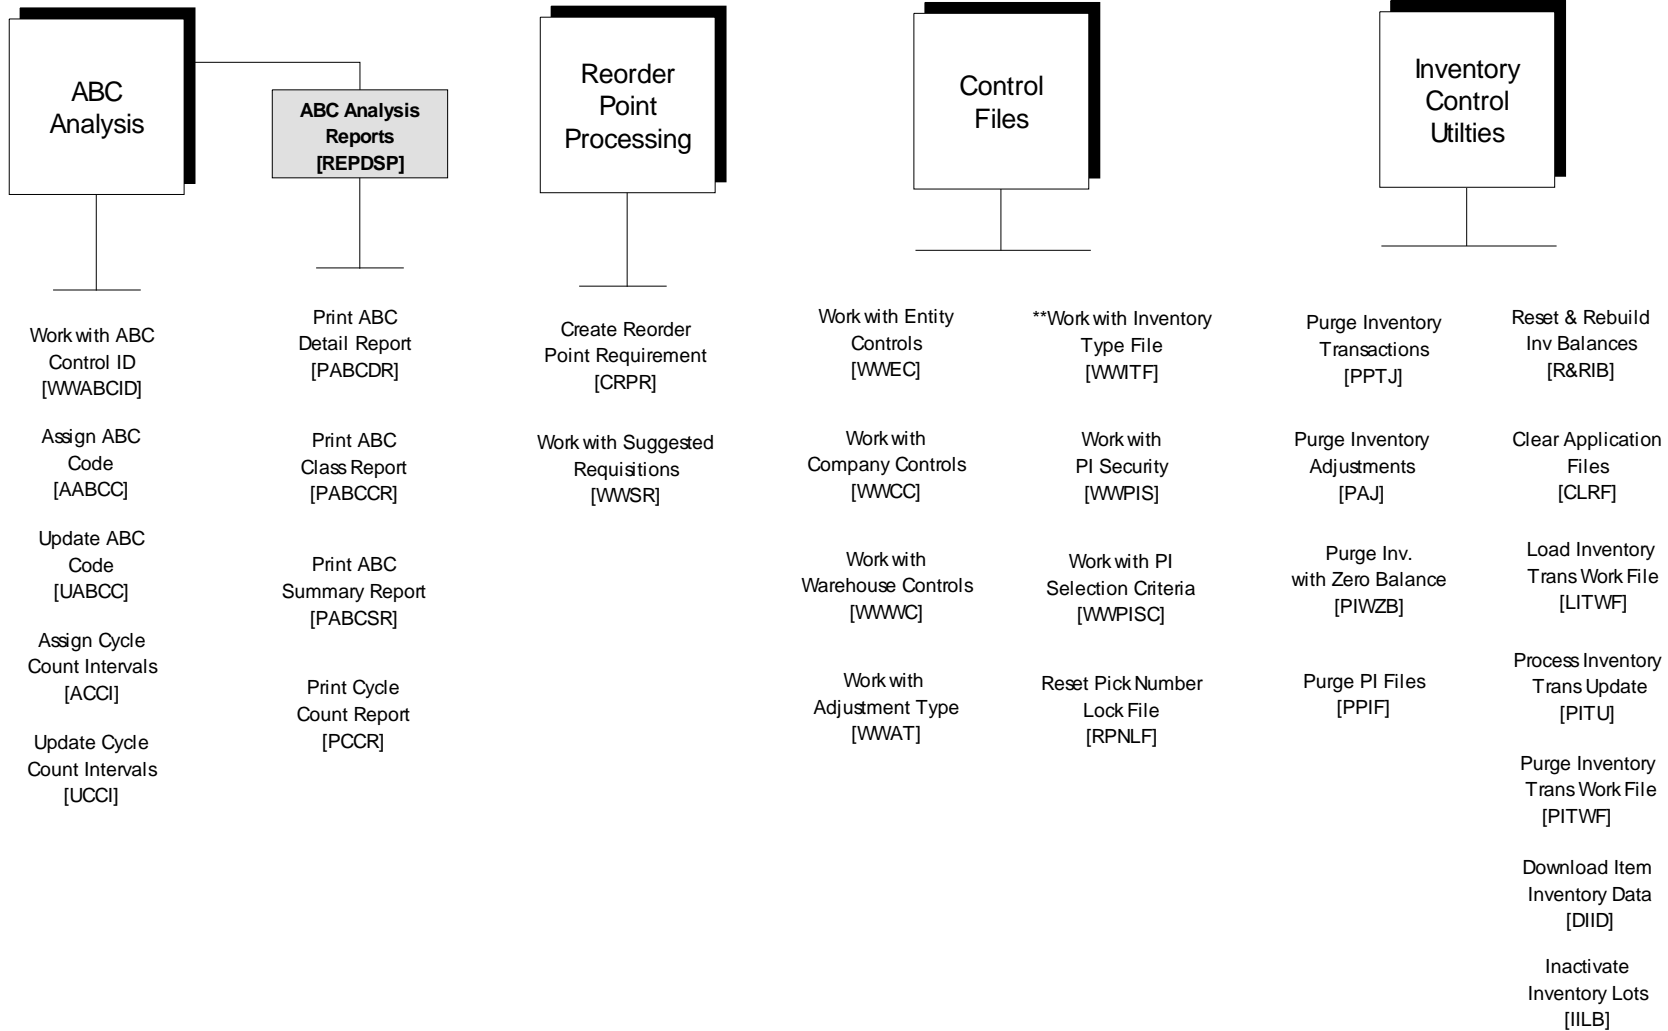 ABC
Analysis
ABC Analysis
Reports
[REPDSP]
Reorder
Point
Processing
Control
Files
Inventory
Control
Utilties
Work with ABC
Control ID
[WWABCID]
Assign ABC
Code
[AABCC]
Update ABC
Code
[UABCC]
Assign Cycle
Count Intervals
[ACCI]
Update Cycle
Count Intervals
[UCCI]
Print ABC
Detail Report
[PABCDR]
Print ABC
Class Report
[PABCCR]
Print ABC
Summary Report
[PABCSR]
Print Cycle
Count Report
[PCCR]
Create Reorder
Point Requirement
[CRPR]
Work with Suggested
Requisitions
[WWSR]
Work with Entity
Controls
[WWEC]
Work with
Company Controls
[WWCC]
Work with
Warehouse Controls
[WWWC]
Work with
Adjustment Type
[WWAT]
**Work with Inventory
Type File
[WWITF]
Work with
PI Security
[WWPIS]
Work with PI
Selection Criteria
[WWPISC]
Reset Pick Number
Lock File
[RPNLF]
Purge Inventory
Transactions
[PPTJ]
Purge Inventory
Adjustments
[PAJ]
Purge Inv.
with Zero Balance
[PIWZB]
Purge PI Files
[PPIF]
Reset & Rebuild
Inv Balances
[R&RIB]
Clear Application
Files
[CLRF]
Load Inventory
Trans Work File
[LITWF]
Process Inventory
Trans Update
[PITU]
Purge Inventory
Trans Work File
[PITWF]
Download Item
Inventory Data
[DIID]
Inactivate
Inventory Lots
[IILB]